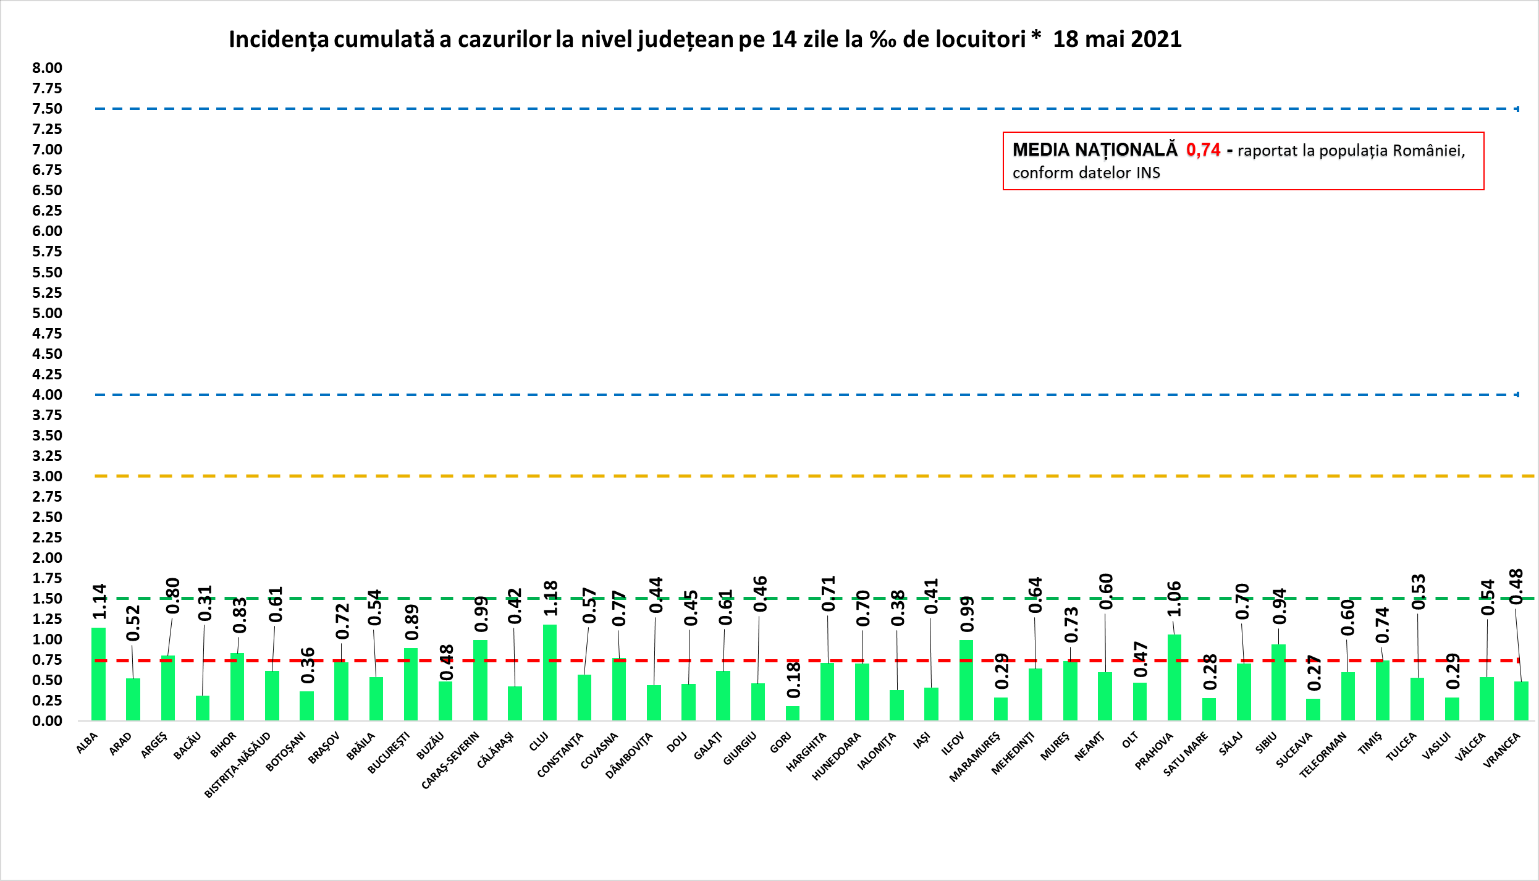 Incidența cumulată a cazurilor la nivel județean pe 14 zile la ‰ de locuitori * 18 mai 2021
8.00
7.75
7.50
7.25
7.00
6.75
6.50
6.25
6.00
5.75
5.50
5.25
5.00
4.75
4.50
4.25
4.00
3.75
3.50
3.25
3.00
2.75
2.50
2.25
2.00
1.75
1.50
1.25
1.00
0.75
0.50
0.25
0.00
MEDIA NAȚIONALĂ 0,74 - raportat la populația României,
conform datelor INS
1.14
0.52
0.80
0.31
0.83
0.61
0.36
0.72
0.54
0.89
0.48
0.99
0.42
1.18
0.57
0.77
0.44
0.45
0.61
0.46
0.18
0.71
0.70
0.38
0.41
0.99
0.29
0.64
0.73
0.60
0.47
1.06
0.28
0.70
0.94
0.27
0.60
0.74
0.53
0.29
0.54
0.48
ALBA
ARAD
ARGEȘ
BACĂU
BIHOR
BISTRIȚA-NĂSĂUD
BOTOȘANI
BRAȘOV
BRĂILA
BUCUREȘTI
BUZĂU
CARAȘ-SEVERIN
CĂLĂRAȘI
CLUJ
CONSTANȚA
COVASNA
DÂMBOVIȚA
DOLJ
GALAȚI
GIURGIU
GORJ
HARGHITA
HUNEDOARA
IALOMIȚA
IAȘI
ILFOV
MARAMUREȘ
MEHEDINȚI
MUREȘ
NEAMȚ
OLT
PRAHOVA
SATU MARE
SĂLAJ
SIBIU
SUCEAVA
TELEORMAN
TIMIȘ
TULCEA
VASLUI
VÂLCEA
VRANCEA